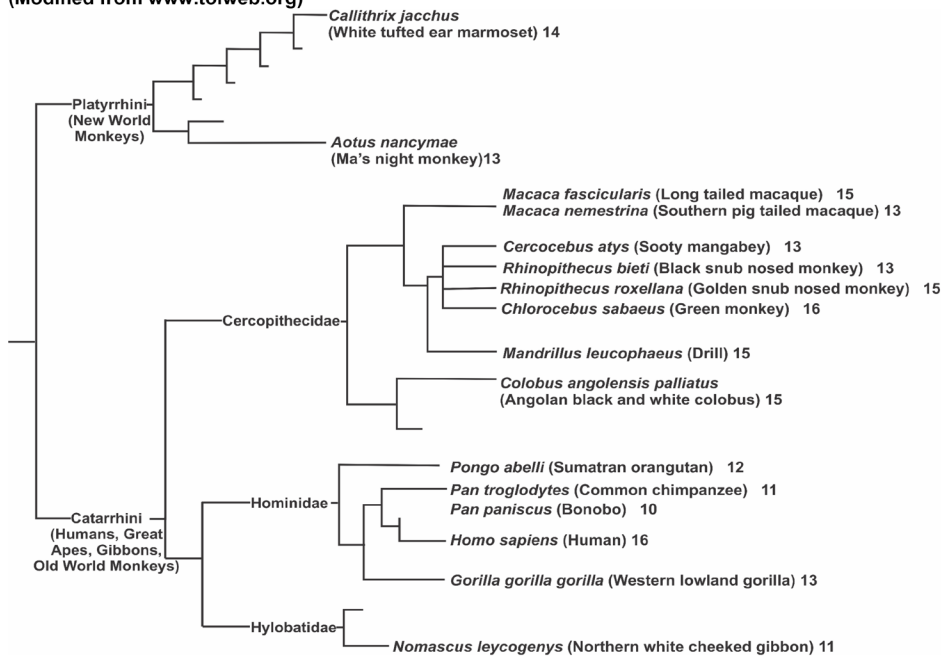 (Modified from www.tolweb.org)
Callithrix jacchus
(White tufted ear marmoset) 14
Platyrrhini
(New World
Monkeys)
Aotus nancymae
(Ma's night monkey)13
Macaca fascicularis (Long tailed macaque) 15
Macaca nemestrina (Southern pig tailed macaque) 13
Cercocebus atys (Sooty mangabey) 13
Rhinopithecus bieti (Black snub nosed monkey) 13
Rhinopithecus roxellana (Golden snub nosed monkey) 15
Chlorocebus sabaeus (Green monkey) 16
Cercopithecidae
Mandrillus leucophaeus (Drill) 15
Colobus angolensis palliatus
(Angolan black and white colobus) 15
Pongo abelli (Sumatran orangutan) 12
Pan troglodytes (Common chimpanzee) 11
Hominidae
Pan paniscus (Bonobo) 10
Catarrhini
(Humans, Great
Apes, Gibbons,
Old World Monkeys)
Homo sapiens (Human) 16
Gorilla gorilla gorilla (Western lowland gorilla) 13
Hylobatidae
Nomascus leycogenys (Northern white cheeked gibbon) 11